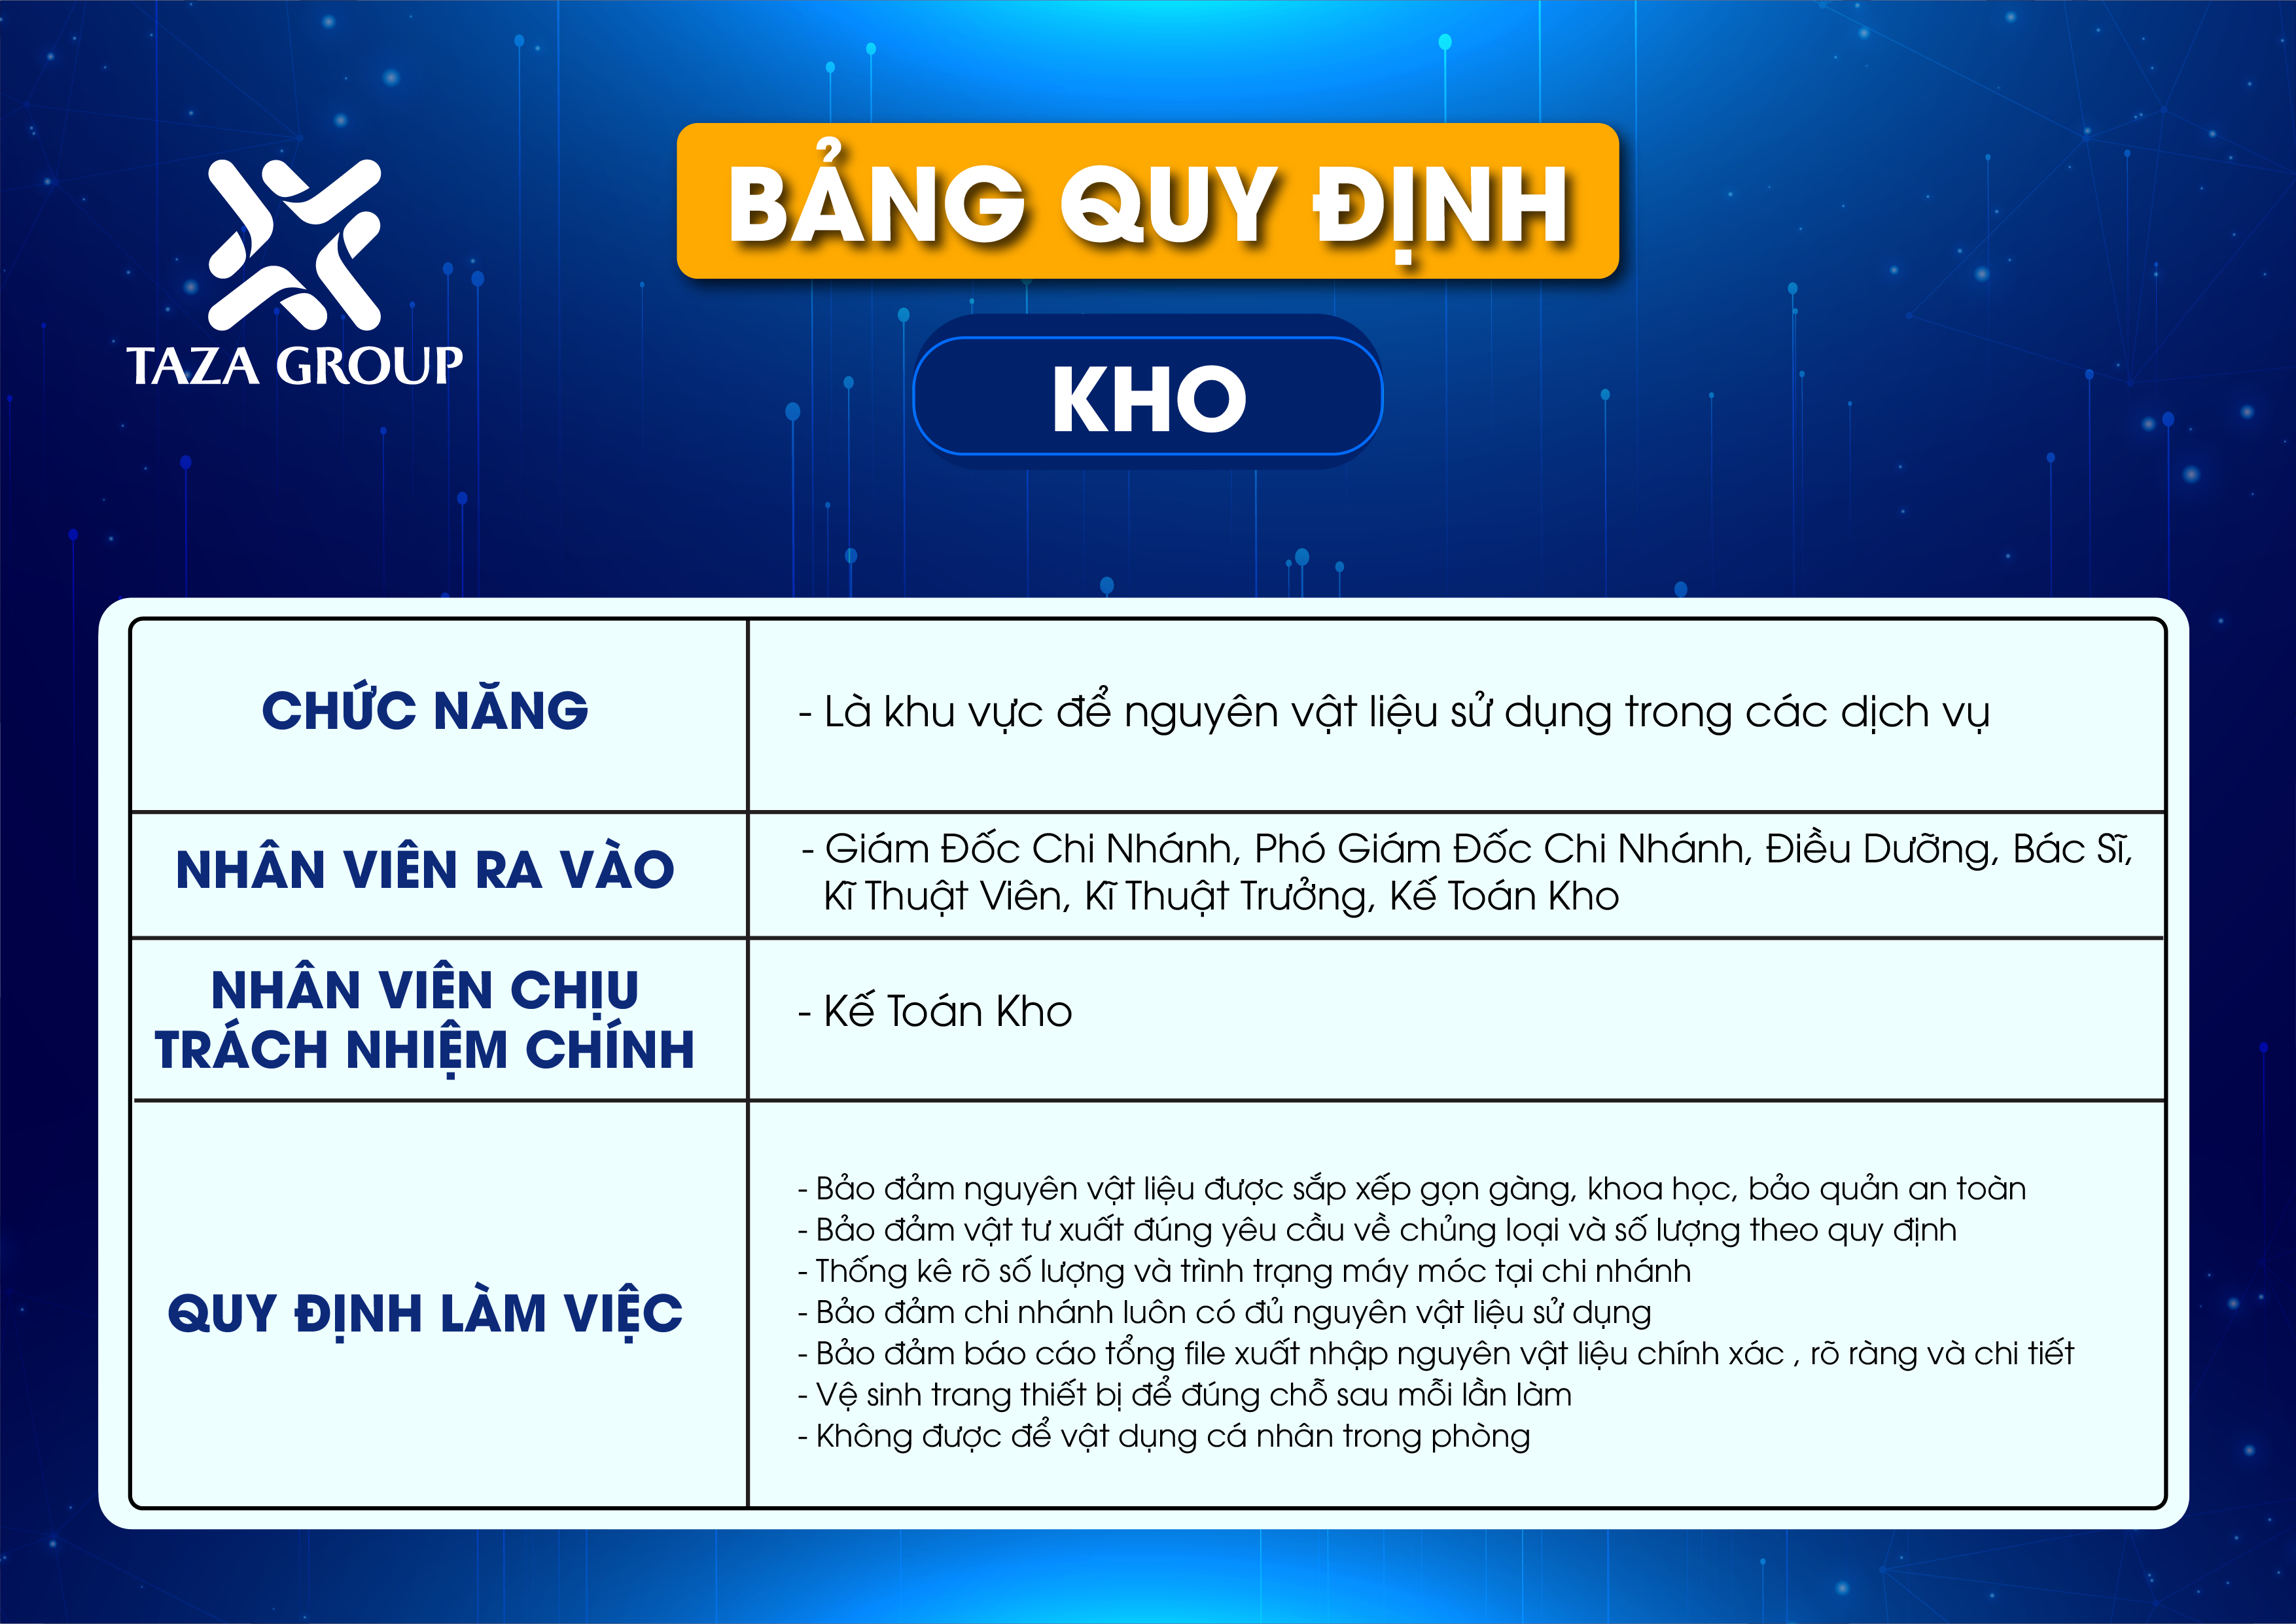 TAZA GROUP
BẢNG QUY ĐỊNH
KHO
CHỨC NĂNG
- Là khu vực để nguyên vật liệu sử dụng trong các dịch vụ
NHÂN VIÊN RA VÀO
- Giám Đốc Chi Nhánh, Phó Giám Đốc Chi Nhánh, Điều Dưỡng, Bác Sĩ,
Kĩ Thuật Viên, Kĩ Thuật Trưởng, Kế Toán Kho
NHÂN VIÊN CHỊU
TRÁCH NHIỆM CHÍNH
- Kế Toán Kho
QUY ĐỊNH LÀM VIỆC
- Bảo đảm nguyên vật liệu được sắp xếp gọn gàng, khoa học, bảo quản an toàn
- Bảo đảm vật tư xuất đúng yêu cầu về chủng loại và số lượng theo quy định
- Thống kê rõ số lượng và trình trạng máy móc tại chi nhánh
- Bảo đảm chi nhánh luôn có đủ nguyên vật liệu sử dụng
- Bảo đảm báo cáo tổng file xuất nhập nguyên vật liệu chính xác , rõ ràng và chi tiết
- Vệ sinh trang thiết bị để đúng chỗ sau mỗi lần làm
- Không được để vật dụng cá nhân trong phòng